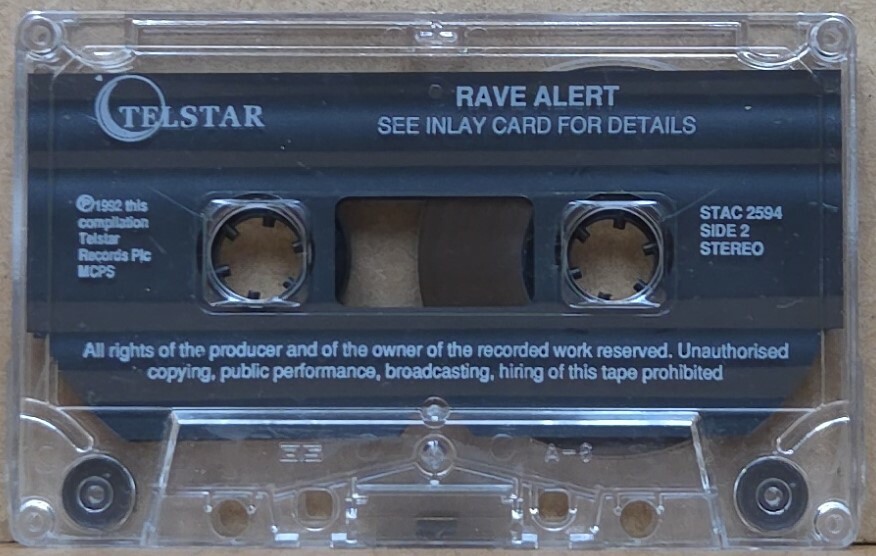 TELSTAR
RAVE ALERT
SEE INLAY CARD FOR DETAILS
Ⓟ1992 this
compilation
Telstar
Records Plc
MCPS
STAC 2594
SIDE 2
STEREO
All rights of the producer and of the owner of the recorded work reserved. Unauthorised
copying, public performance, broadcasting, hiring of this tape prohibited